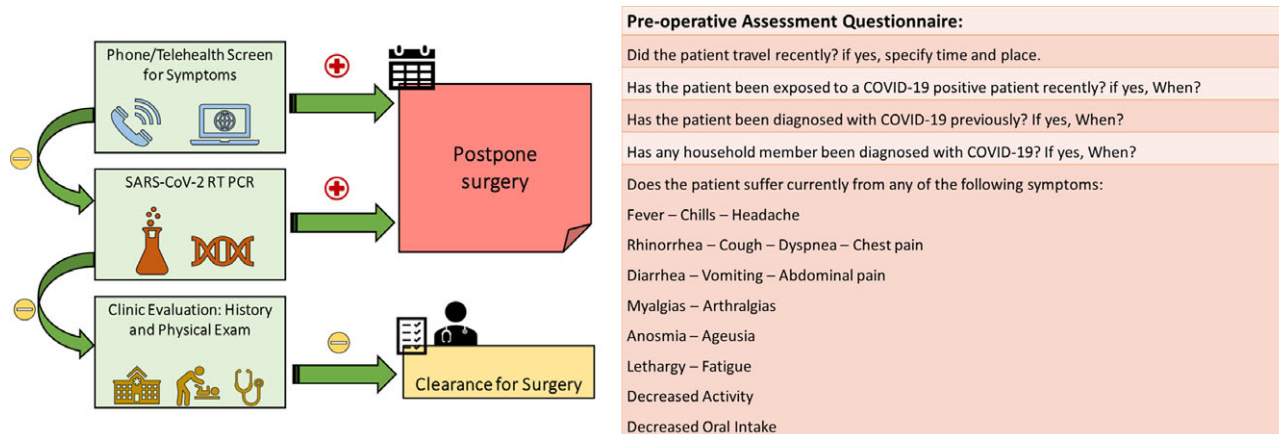 Phone/Telehealth Screen
for Symptoms
SARS-CoV-2 RT PCR
Clinic Evaluation: History
and Physical Exam
Postpone
surgery
Clearance for Surgery
Pre-operative Assessment Questionnaire:
Did the patient travel recently? if yes, specify time and place.
Has the patient been exposed to a COVID-19 positive patient recently? if yes, When?
Has the patient been diagnosed with COVID-19 previously? If yes, When?
Has any household member been diagnosed with COVID-19? If yes, When?
Does the patient suffer currently from any of the following symptoms:
Fever – Chills – Headache
Rhinorrhea – Cough – Dyspnea – Chest pain
Diarrhea – Vomiting – Abdominal pain
Myalgias – Arthralgias
Anosmia – Ageusia
Lethargy – Fatigue
Decreased Activity
Decreased Oral Intake